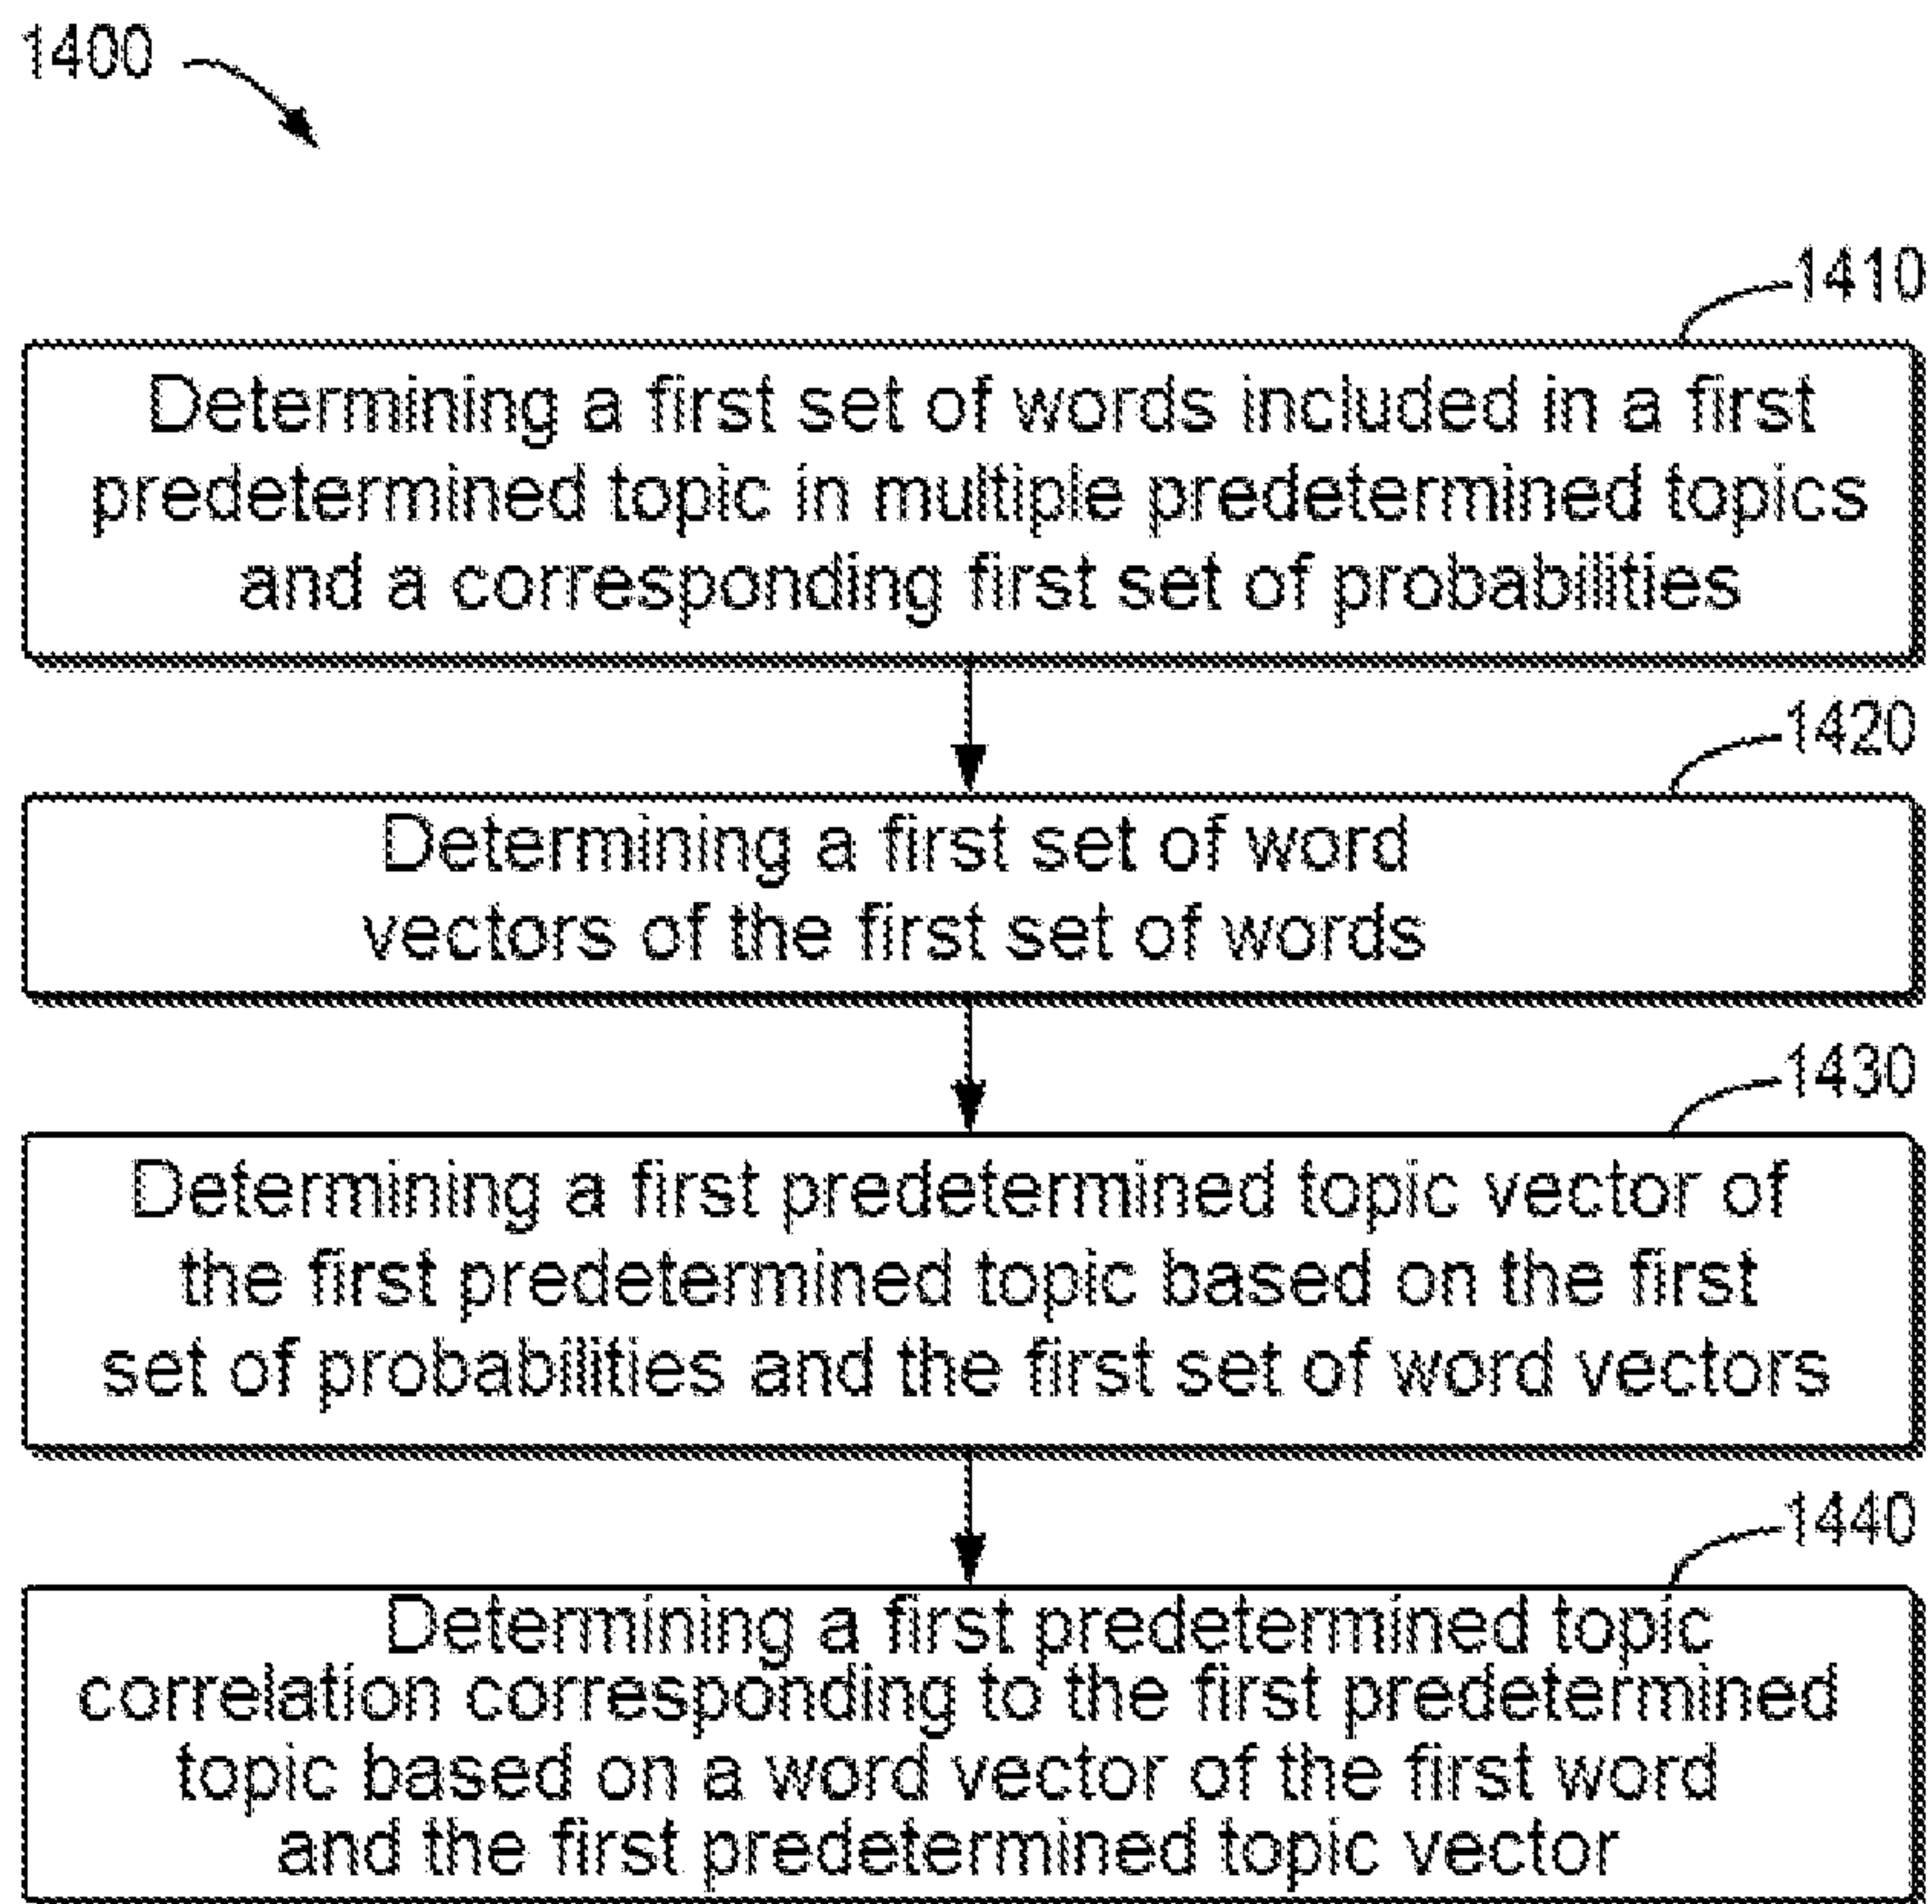 1400
1410
Determining a first set of words included in a first
predetermined topic in multiple predetermined topics
and a corresponding first set of probabilities
1420
Determining a first set of word
vectors of the first set of words
1430
Determining a first predetermined topic vector of
the first predetermined topic based on the first
set of probabilities and the first set of word vectors
1440
Determining a first predetermined topic
correlation corresponding to the first predetermined
topic based on a word vector of the first word
and the first predetermined topic vector